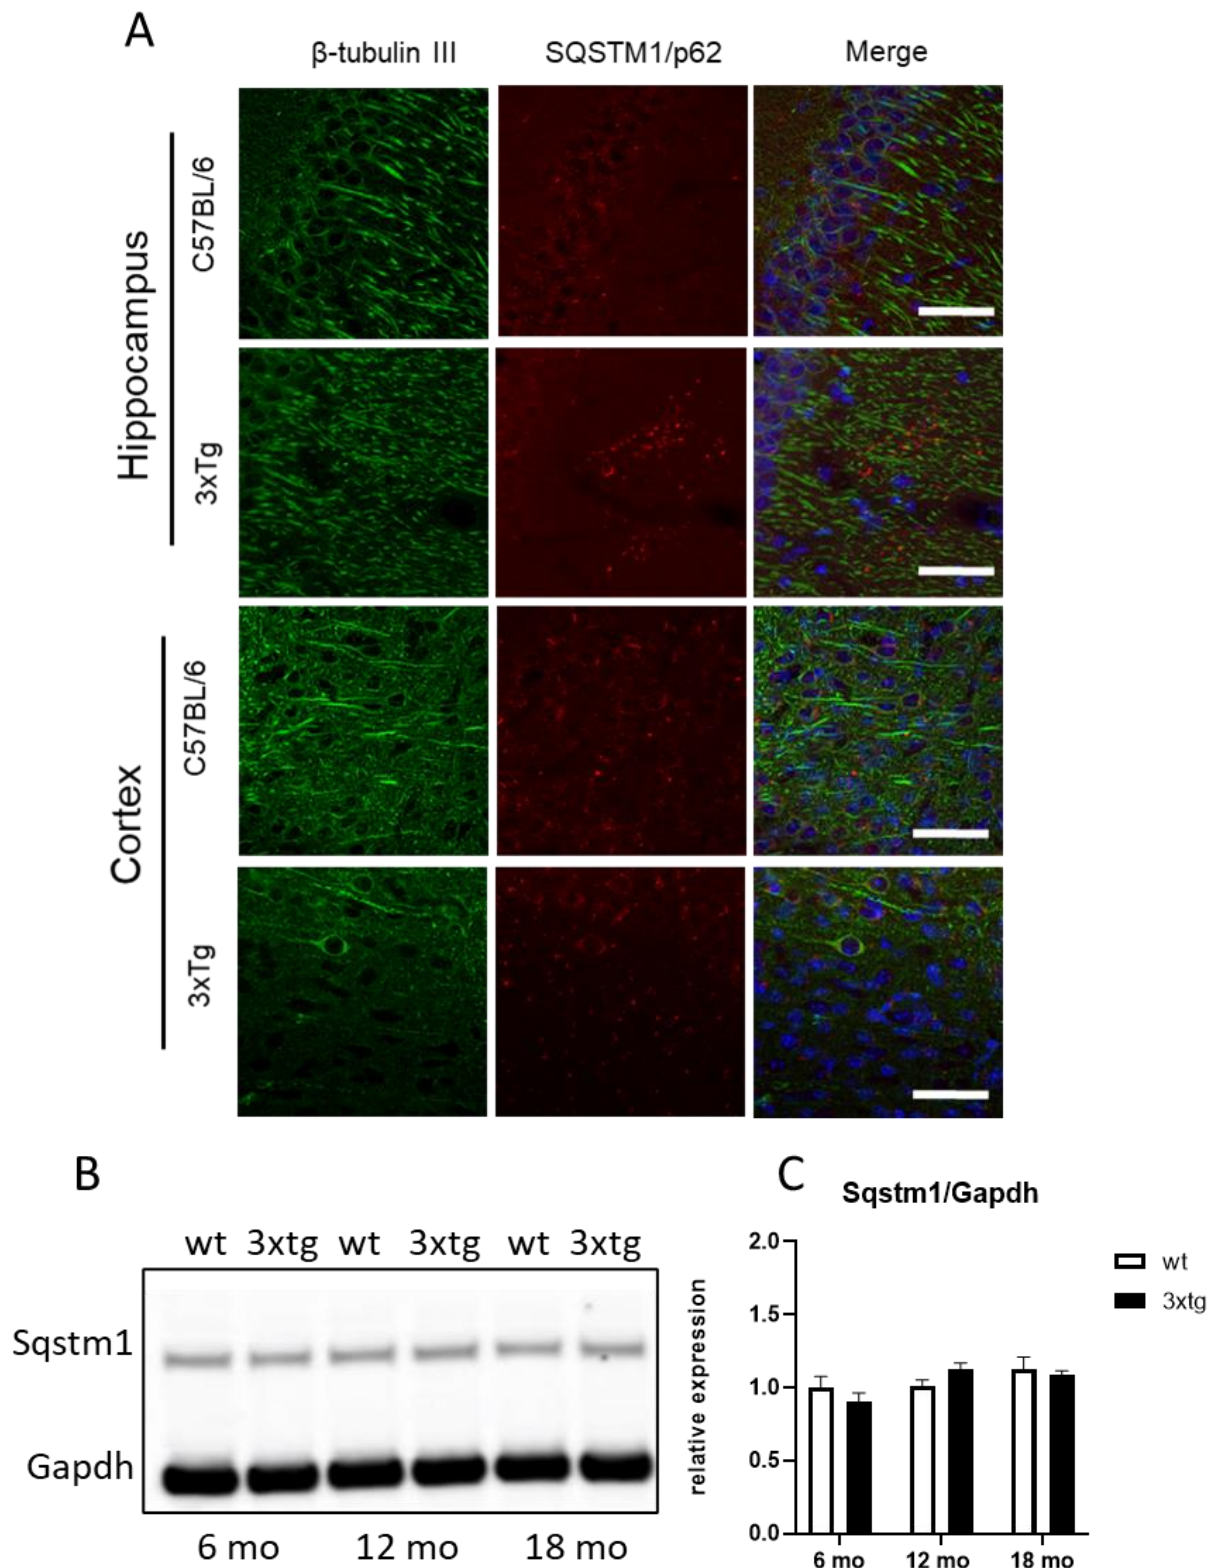 A
β-tubulin III SQSTM1/p62 Merge
Hippocampus
C57BL/6
3xTg
Cortex
C57BL/6
3xTg
B
wt 3xtg wt 3xtg wt 3xtg
Sqstm1
Gapdh
6 mo 12 mo 18 mo
C
Sqstm1/Gapdh
relative expression
2.0
1.5
1.0
0.5
0.0
6 mo 12 mo 18 mo
wt
3xtg